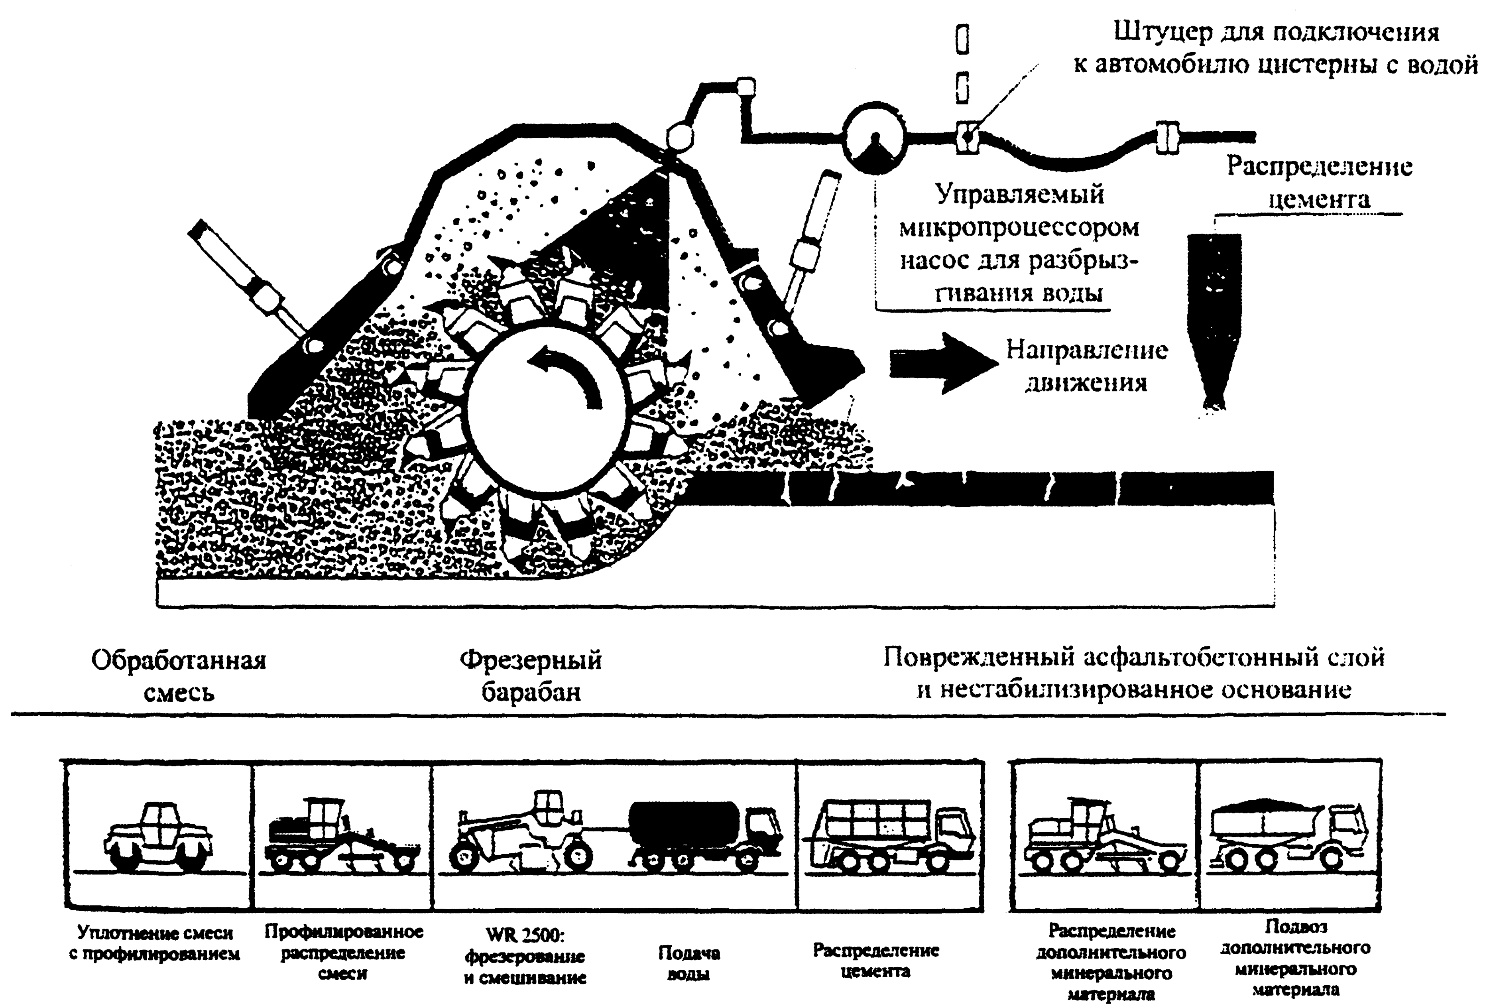 Штуцер для подключения
к автомобилю цистерны с водой
Распределение
цемента
Управляемый
микропроцессором
насос для разбрыз-
гивания воды
Направление
движения
Обработанная
смесь
Фрезерный
барабан
Поврежденный асфальтобетонный слой
и нестабилизированное основание
Уплотнение смеси
с профилированием
Профилированное
распределение
смеси
WR 2500:
фрезерование
и смешивание
Подача
воды
Распределение
цемента
Распределение
дополнительного
минерального
материала
Подвоз
дополнительного
минерального
материала